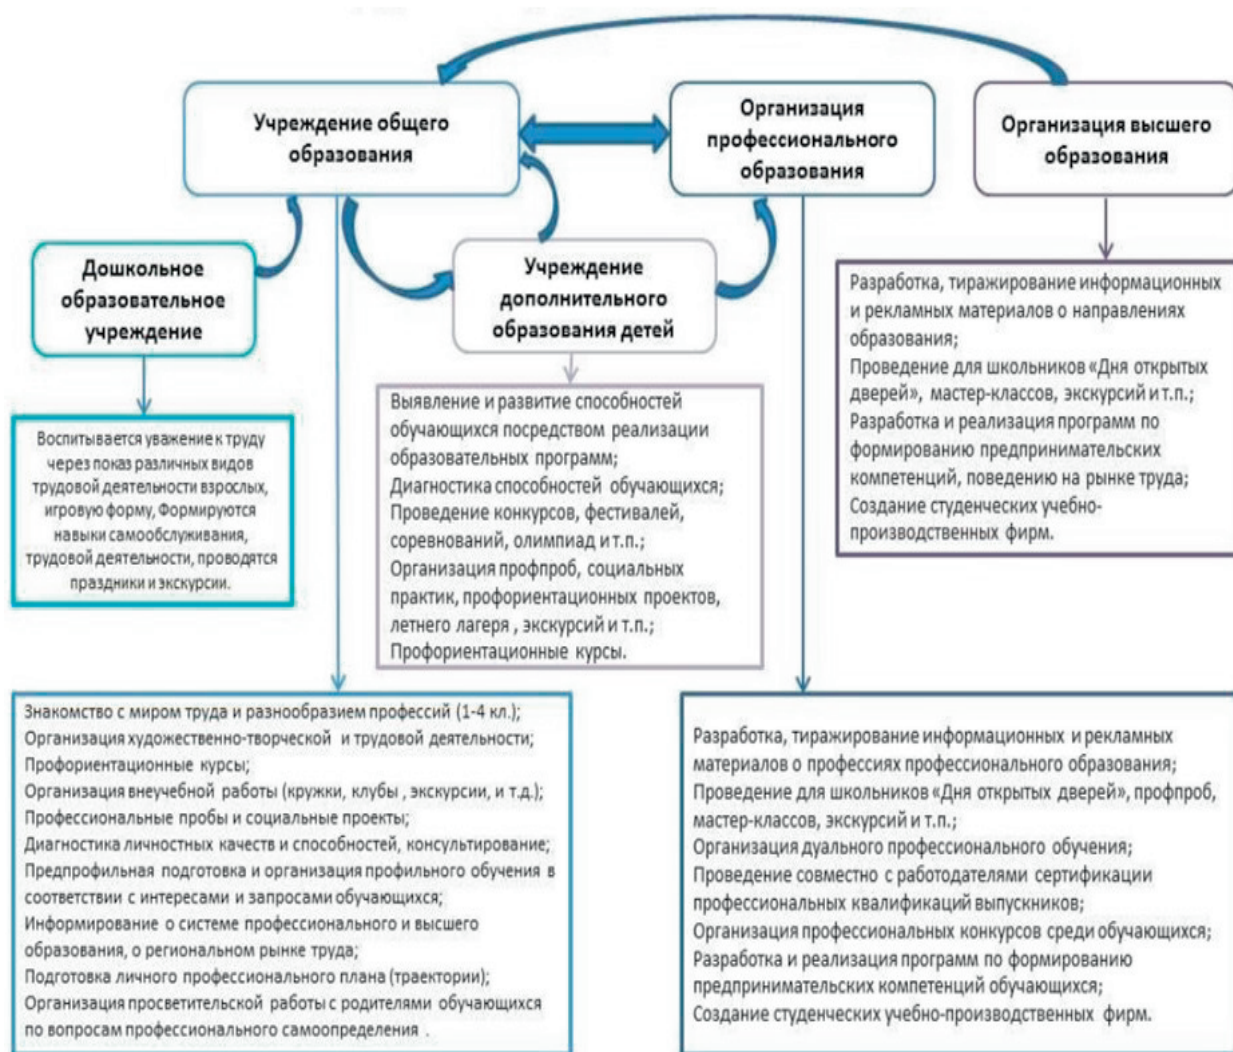 Учреждение общего
образования
Организация
профессионального
образования
Организация высшего
образования
Дошкольное
образовательное
учреждение
Учреждение
дополнительного
образования детей
Разработка, тиражирование информационных
и рекламных материалов о направлениях
образования;
Проведение для школьников «Дня открытых
дверей», мастер-классов, экскурсий и т.п.;
Разработка и реализация программ по
формированию предпринимательских
компетенций, поведению на рынке труда;
Создание студенческих учебно-
производственных фирм.
Воспитывается уважение к труду
через показ различных видов
трудовой деятельности взрослых,
игровую форму, Формируются
навыки самообслуживания,
трудовой деятельности, проводятся
праздники и экскурсии.
Выявление и развитие способностей
обучающихся посредством реализации
образовательных программ;
Диагностика способностей обучающихся;
Проведение конкурсов, фестивалей,
соревнований, олимпиад и т.п.;
Организация профпроб, социальных
практик, профориентационных проектов,
летнего лагеря , экскурсий и т.п.;
Профориентационные курсы.
Знакомство с миром труда и разнообразием профессий (1-4 кл.);
Организация художественно-творческой и трудовой деятельности;
Профориентационные курсы;
Организация внеучебной работы (кружки, клубы , экскурсии, и т.д.);
Профессиональные пробы и социальные проекты;
Диагностика личностных качеств и способностей, консультирование;
Предпрофильная подготовка и организация профильного обучения в
соответствии с интересами и запросами обучающихся;
Информирование о системе профессионального и высшего
образования, о региональном рынке труда;
Подготовка личного профессионального плана (траектории);
Организация просветительской работы с родителями обучающихся
по вопросам профессионального самоопределения .
Разработка, тиражирование информационных и рекламных
материалов о профессиях профессионального образования;
Проведение для школьников «Дня открытых дверей», профпроб,
мастер-классов, экскурсий и т.п.;
Организация дуального профессионального обучения;
Проведение совместно с работодателями сертификации
профессиональных квалификаций выпускников;
Организация профессиональных конкурсов среди обучающихся;
Разработка и реализация программ по формированию
предпринимательских компетенций обучающихся;
Создание студенческих учебно-производственных фирм.